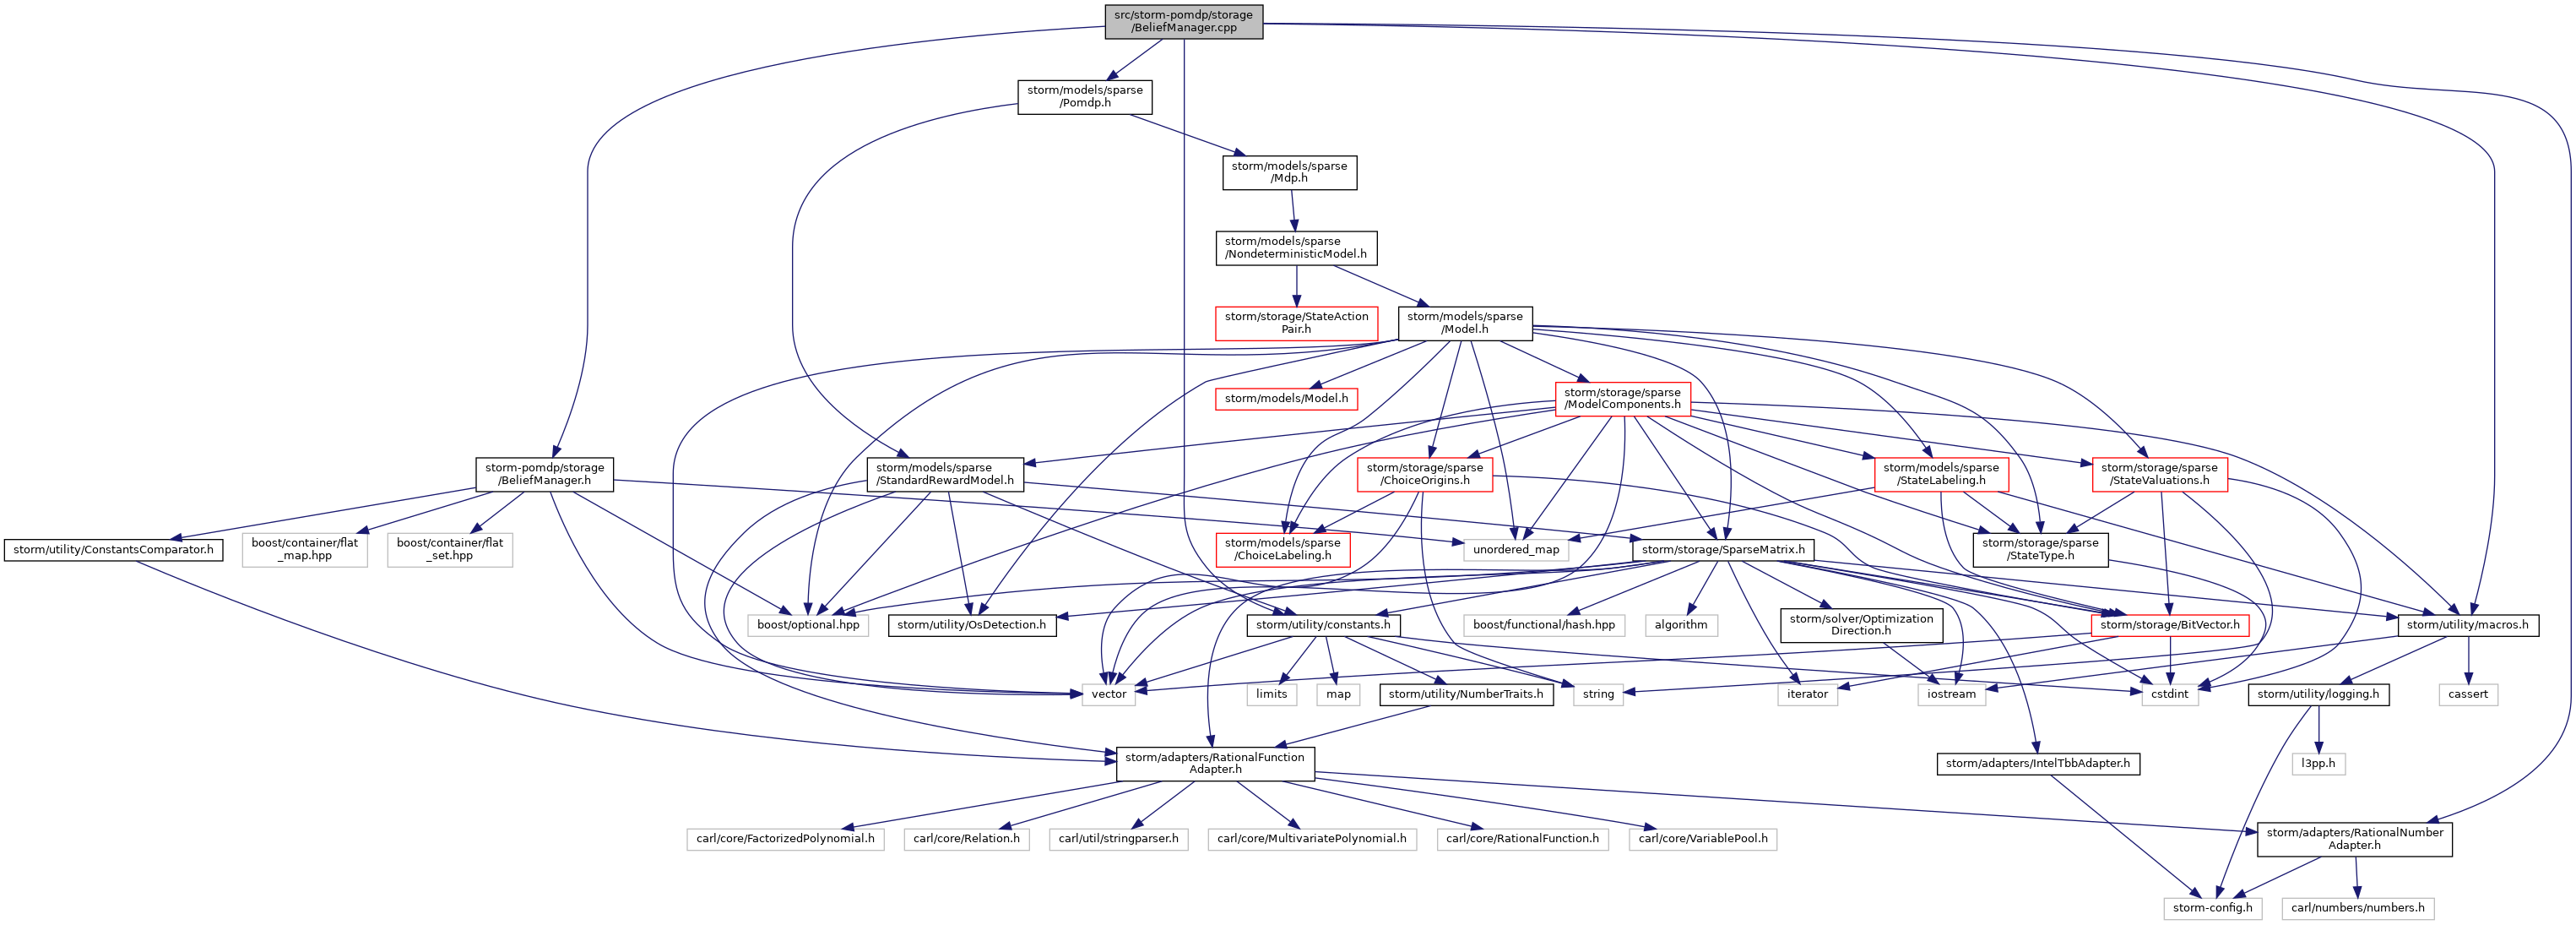 src/storm-pomdp/storage
/BeliefManager.cpp
storm/models/sparse
/Pomdp.h
storm/models/sparse
/Mdp.h
storm/models/sparse
/NondeterministicModel.h
storm/storage/StateAction
Pair.h
storm/models/sparse
/Model.h
storm/models/Model.h
storm/storage/sparse
/ModelComponents.h
storm-pomdp/storage
/BeliefManager.h
storm/models/sparse
/StandardRewardModel.h
storm/storage/sparse
/ChoiceOrigins.h
storm/models/sparse
/StateLabeling.h
storm/storage/sparse
/StateValuations.h
storm/utility/ConstantsComparator.h
boost/container/flat
_map.hpp
boost/container/flat
_set.hpp
storm/models/sparse
/ChoiceLabeling.h
unordered_map
storm/storage/SparseMatrix.h
storm/storage/sparse
/StateType.h
boost/optional.hpp
storm/utility/OsDetection.h
storm/utility/constants.h
boost/functional/hash.hpp
algorithm
storm/solver/Optimization
Direction.h
storm/storage/BitVector.h
storm/utility/macros.h
vector
limits
map
storm/utility/NumberTraits.h
string
iterator
iostream
cstdint
storm/utility/logging.h
cassert
storm/adapters/RationalFunction
Adapter.h
storm/adapters/IntelTbbAdapter.h
l3pp.h
carl/core/FactorizedPolynomial.h
carl/core/Relation.h
carl/util/stringparser.h
carl/core/MultivariatePolynomial.h
carl/core/RationalFunction.h
carl/core/VariablePool.h
storm/adapters/RationalNumber
Adapter.h
storm-config.h
carl/numbers/numbers.h